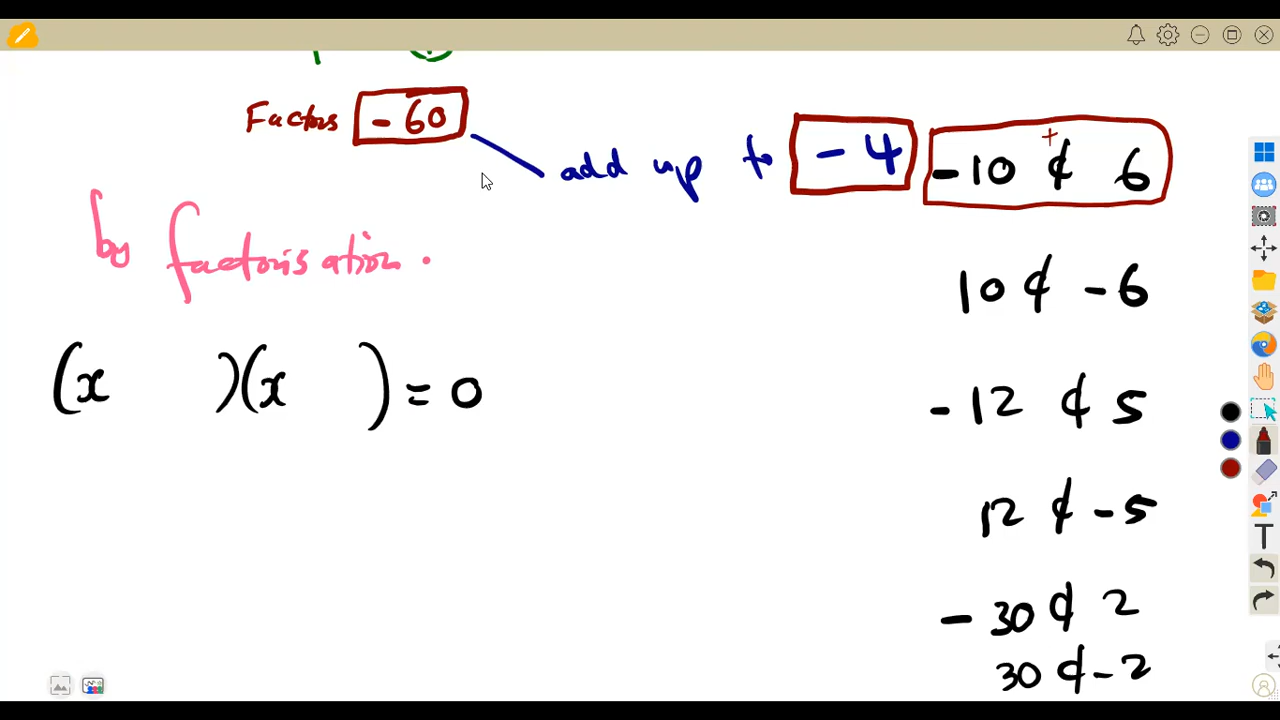 Factors -60
add up to -4 -10 ¢ 6
+
by factorisation.
10 ¢ -6
(x )(x ) = 0
-12 ¢ 5
12 ¢ -5
-30 ¢ 2
30 ¢ -2
T